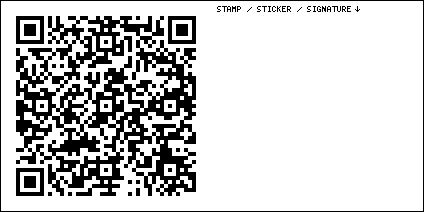 STAMP / STICKER / SIGNATURE ↓